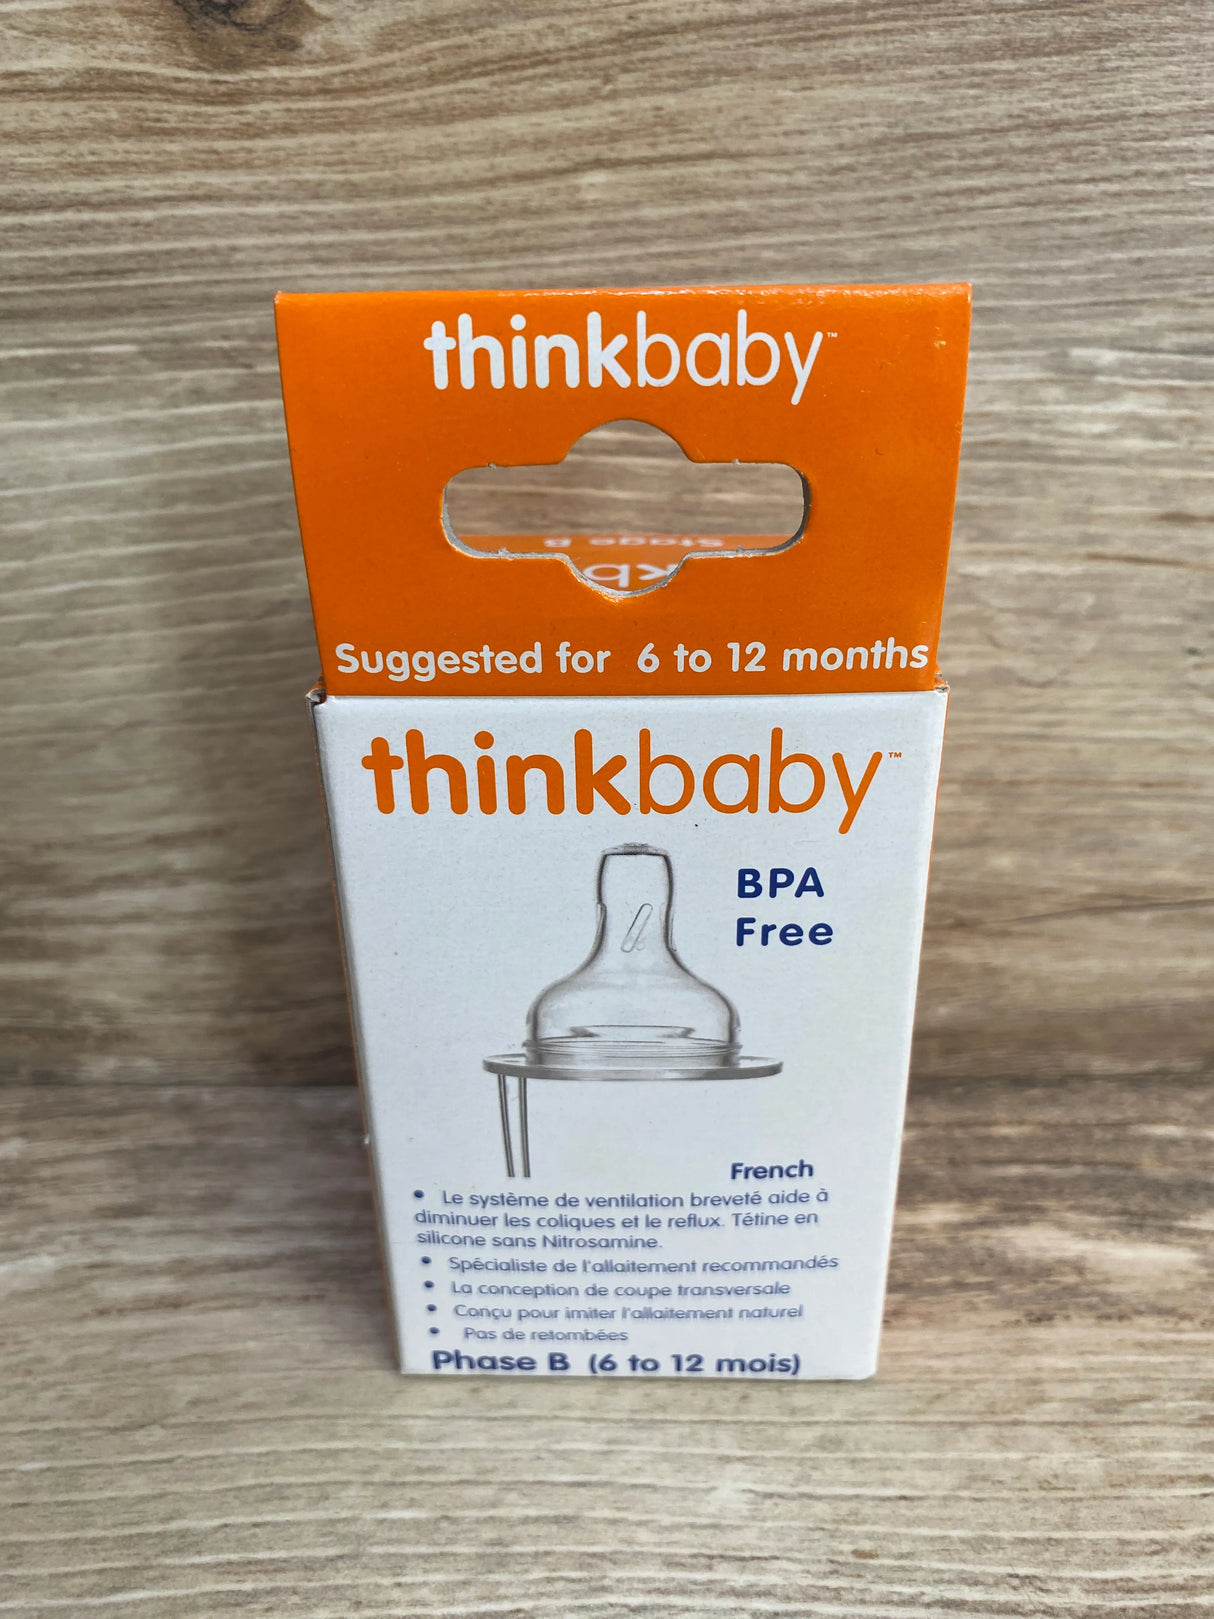 thinkbaby™
Stage B
kb
Suggested for 6 to 12 months
thinkbaby™
BPA
Free
French
• Le système de ventilation breveté aide à
diminuer les coliques et le reflux. Tétine en
silicone sans Nitrosamine.
• Spécialiste de l'allaitement recommandés
• La conception de coupe transversale
• Conçu pour imiter l'allaitement naturel
• Pas de retombées
Phase B (6 to 12 mois)